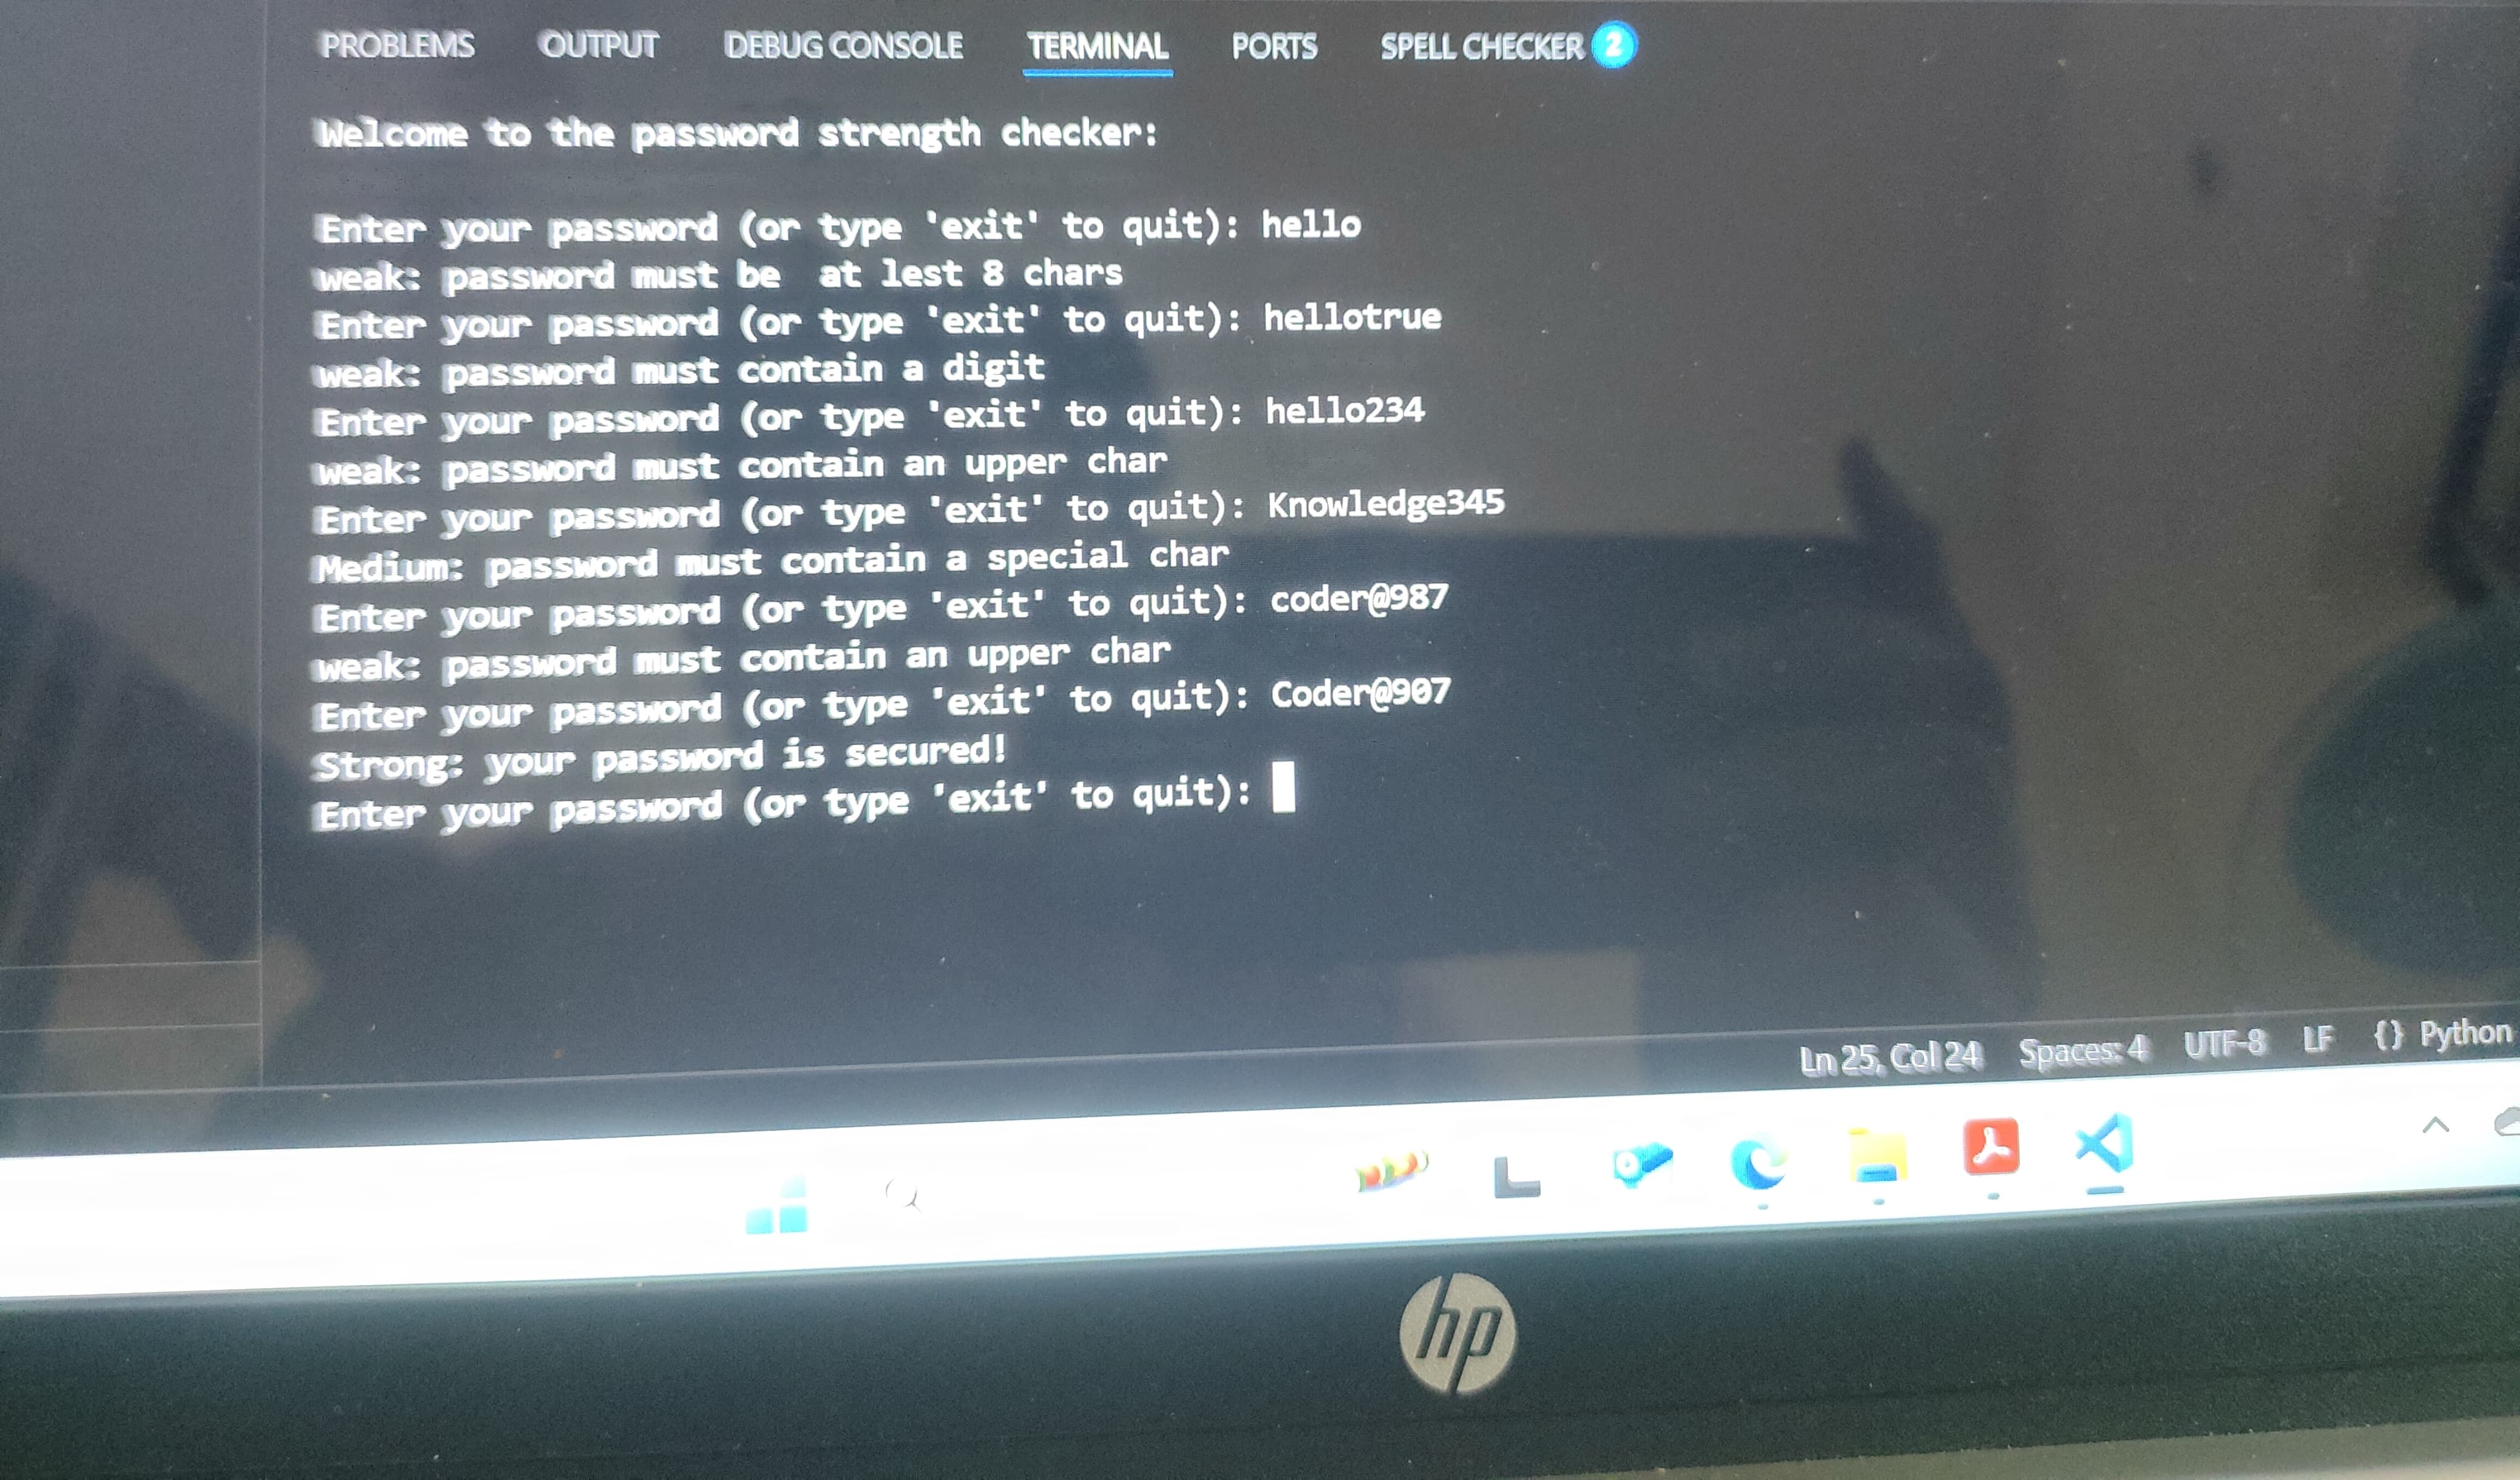 PROBLEMS OUTPUT DEBUG CONSOLE TERMINAL PORTS SPELL CHECKER 2
Welcome to the password strength checker:
Enter your password (or type 'exit' to quit): hello
weak: password must be  at lest 8 chars
Enter your password (or type 'exit' to quit): hellotrue
weak: password must contain a digit
Enter your password (or type 'exit' to quit): hello234
weak: password must contain an upper char
Enter your password (or type 'exit' to quit): Knowledge345
Medium: password must contain a special char
Enter your password (or type 'exit' to quit): coder@987
weak: password must contain an upper char
Enter your password (or type 'exit' to quit): Coder@907
Strong: your password is secured!
Enter your password (or type 'exit' to quit):
Ln 25, Col 24 Spaces: 4 UTF-8 LF {} Python
hp